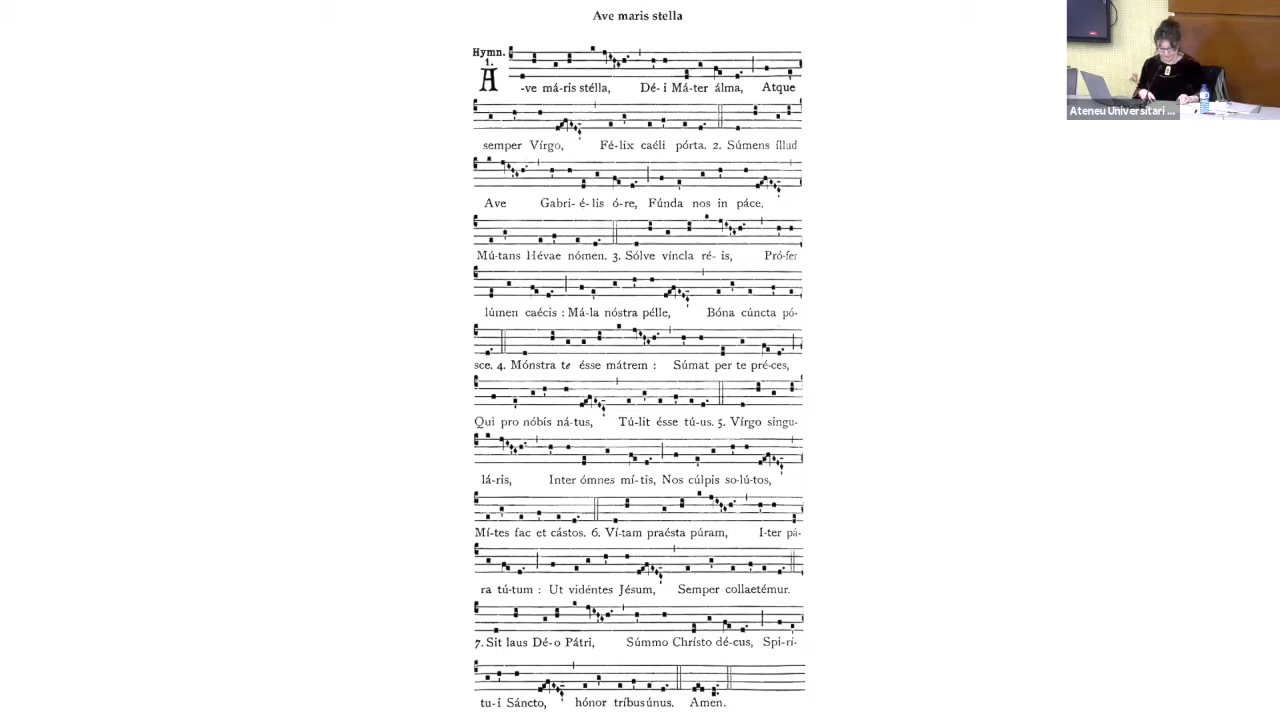 Ave maris stella
Hymn.
1.
A
-ve má-ris stélla, Dé- i Má-ter álma, Atque
semper Vírgo, Fé-lix caéli pórta. 2. Súmens íllud
Ave Gabri- é-lis ó-re, Fúnda nos in páce,
Mú-tans Hévae nómen. 3. Sólve víncla ré- is, Pró-fer
lúmen caécis : Má-la nóstra pélle, Bóna cúncta pó-
sce. 4. Mónstra te ésse mátrem : Súmat per te pré-ces,
Qui pro nóbis ná-tus, Tú-lit ésse tú-us. 5. Vírgo singu-
lá-ris, Inter ómnes mí-tis, Nos cúlpis so-lú-tos,
Mí-tes fac et cástos. 6. Ví-tam praésta púram, I-ter pá-
ra tú-tum : Ut vidéntes Jésum, Semper collaetémur.
7. Sit laus Dé-o Pátri, Súmmo Chrísto dé-cus, Spi-rí-
tu-i Sáncto, hónor tríbus únus. Amen.
Ateneu Universitari ...